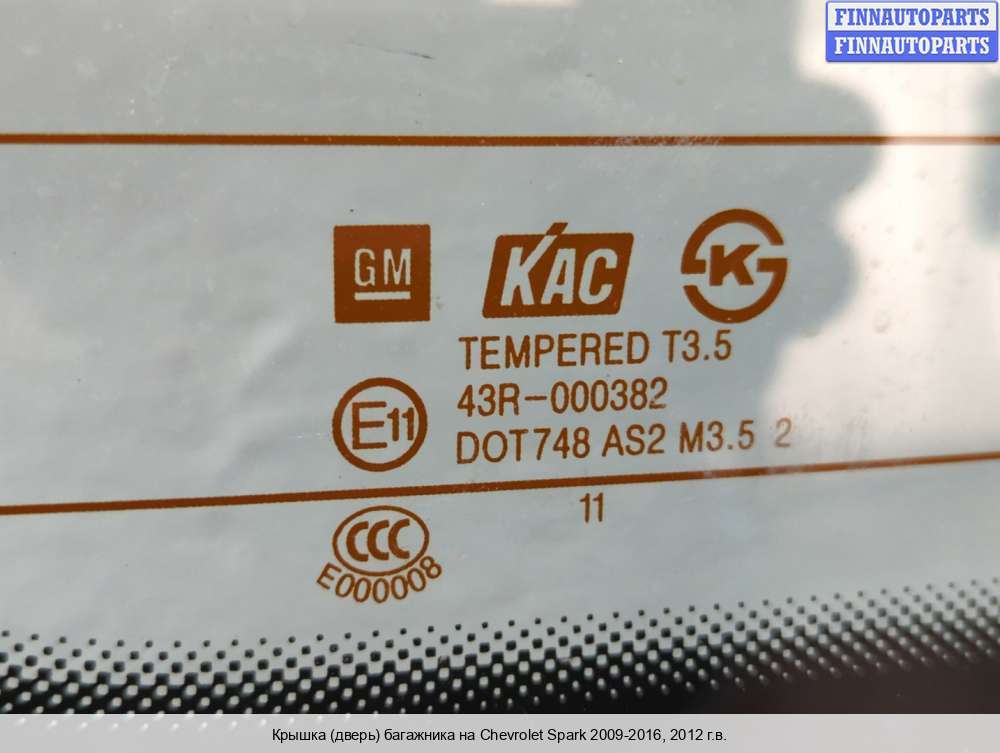 FINNAUTOPARTS
FINNAUTOPARTS
GM KAC K
TEMPERED T3.5
E11 43R-000382
DOT748 AS2 M3.5 2
11
CCC
E000008
Крышка (дверь) багажника на Chevrolet Spark 2009-2016, 2012 г.в.